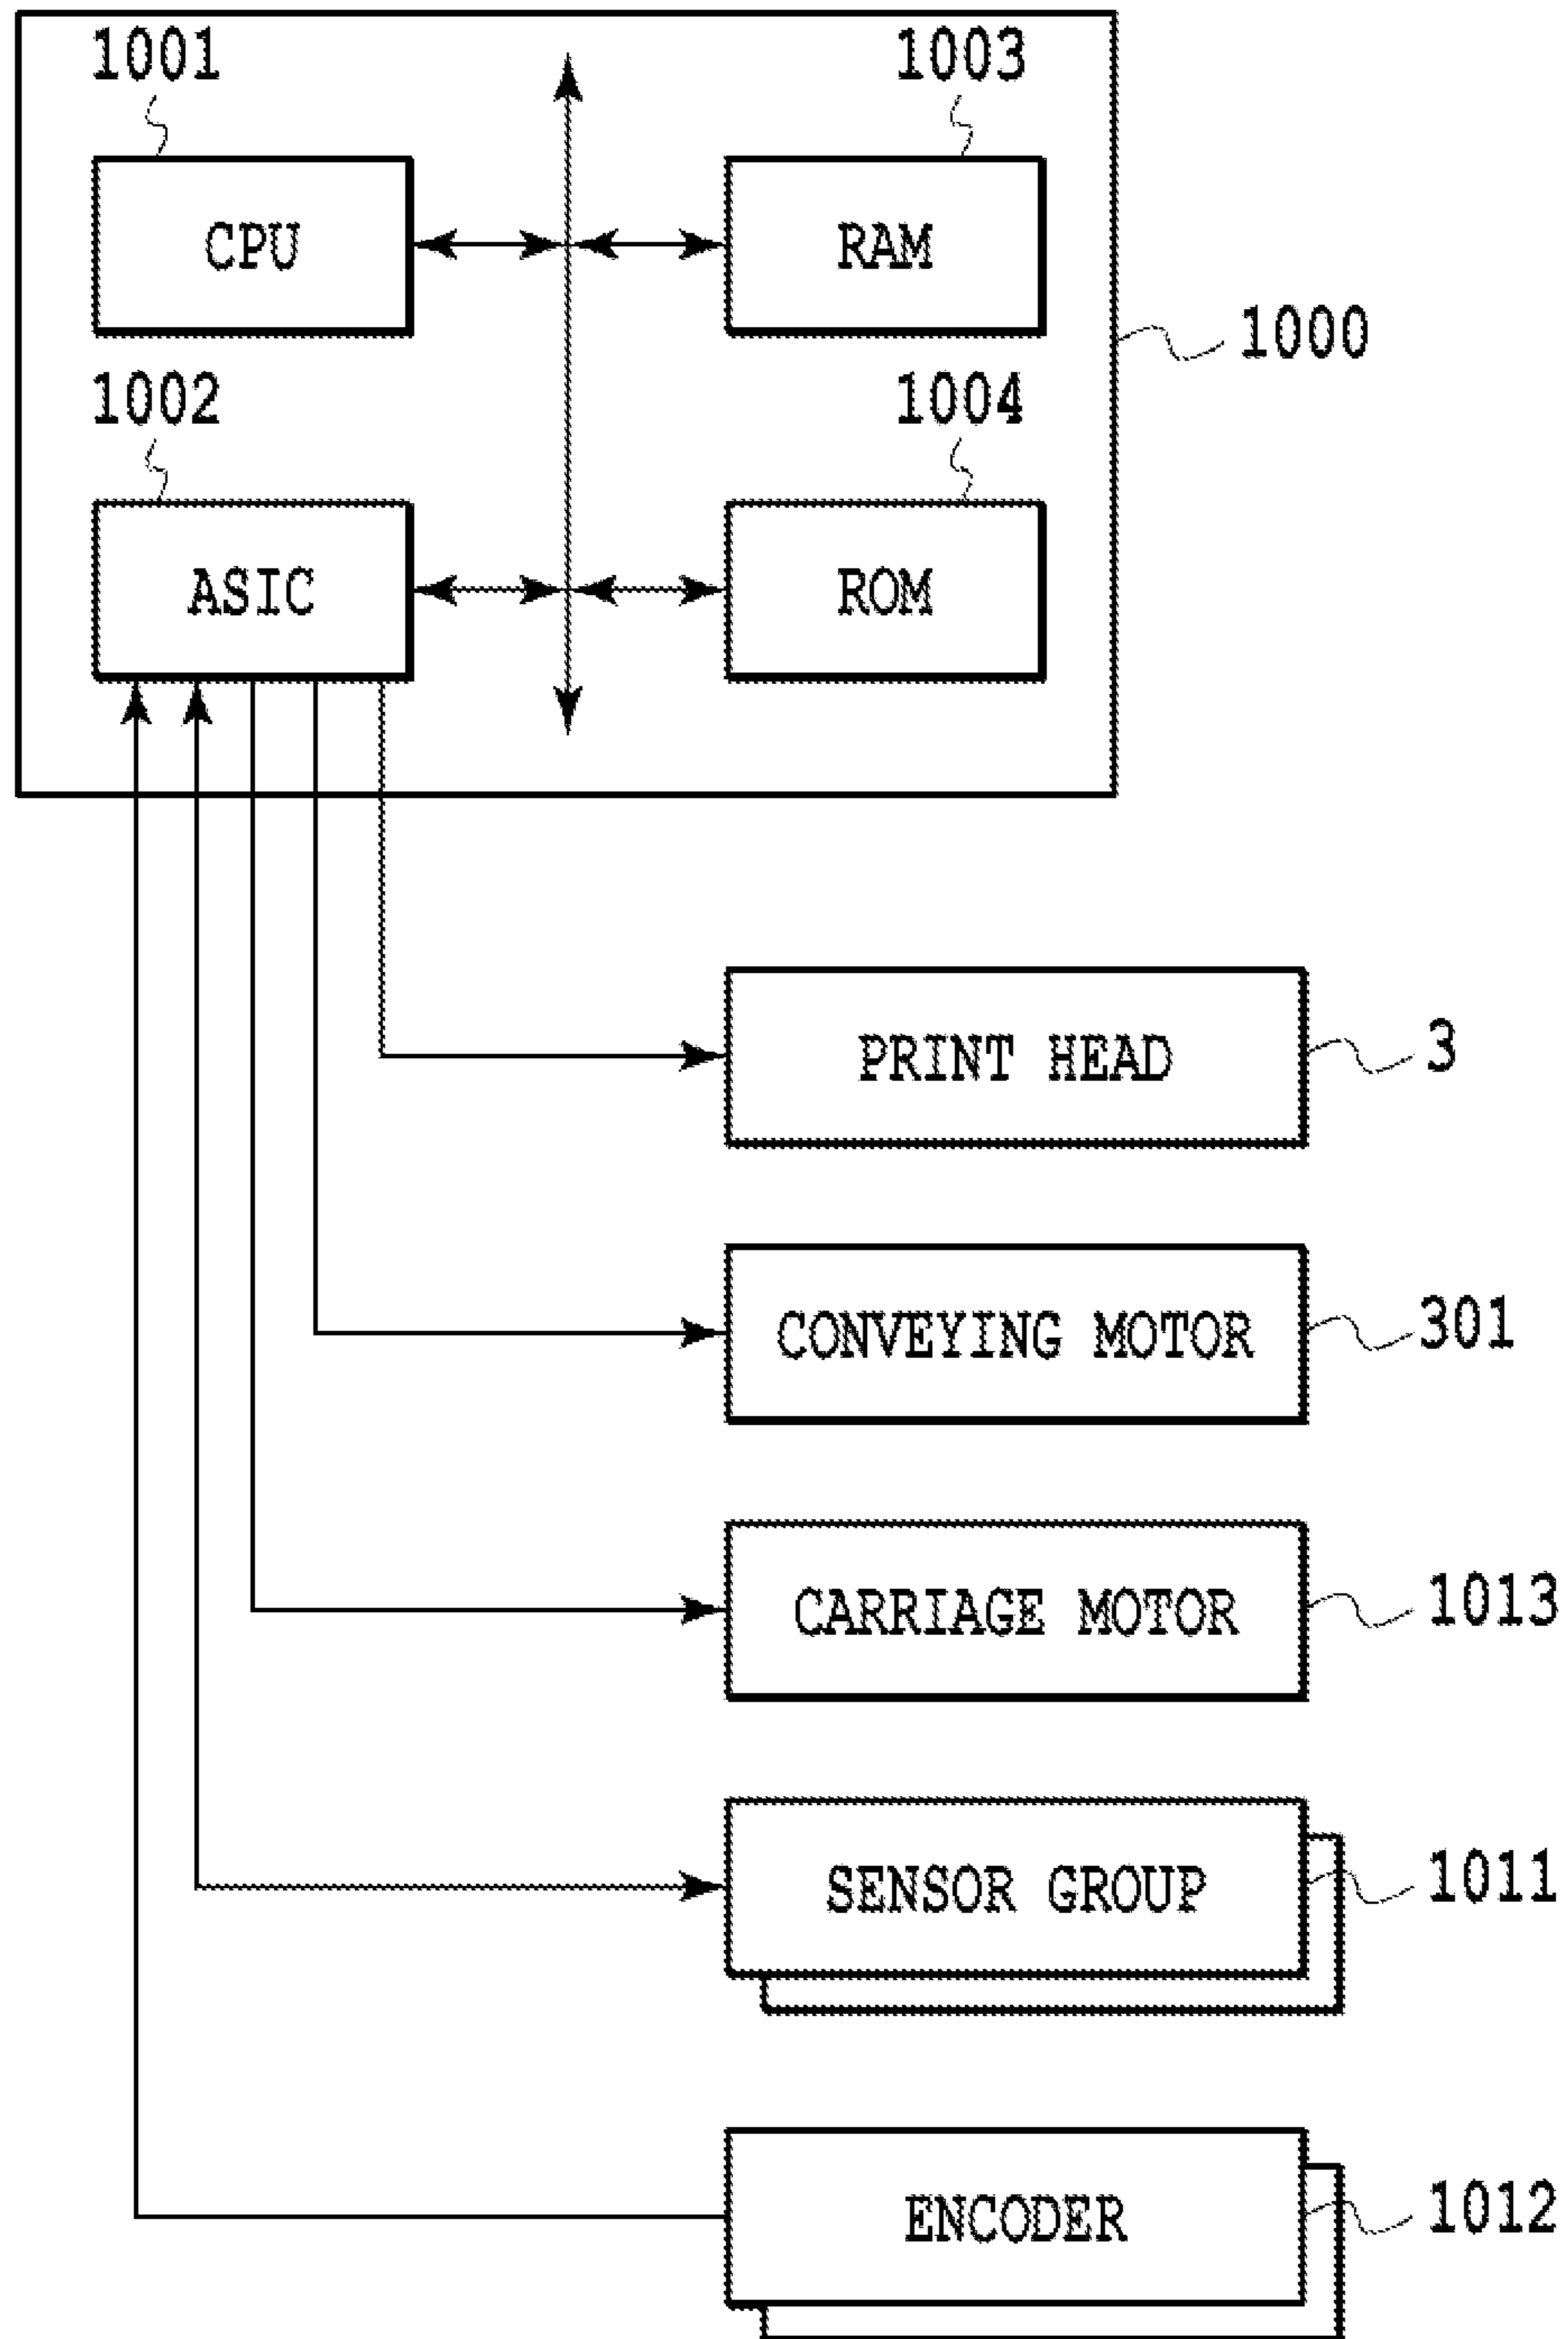 1001
1003
CPU
RAM
1000
1002
1004
ASIC
ROM
PRINT HEAD
3
CONVEYING MOTOR
301
CARRIAGE MOTOR
1013
SENSOR GROUP
1011
ENCODER
1012